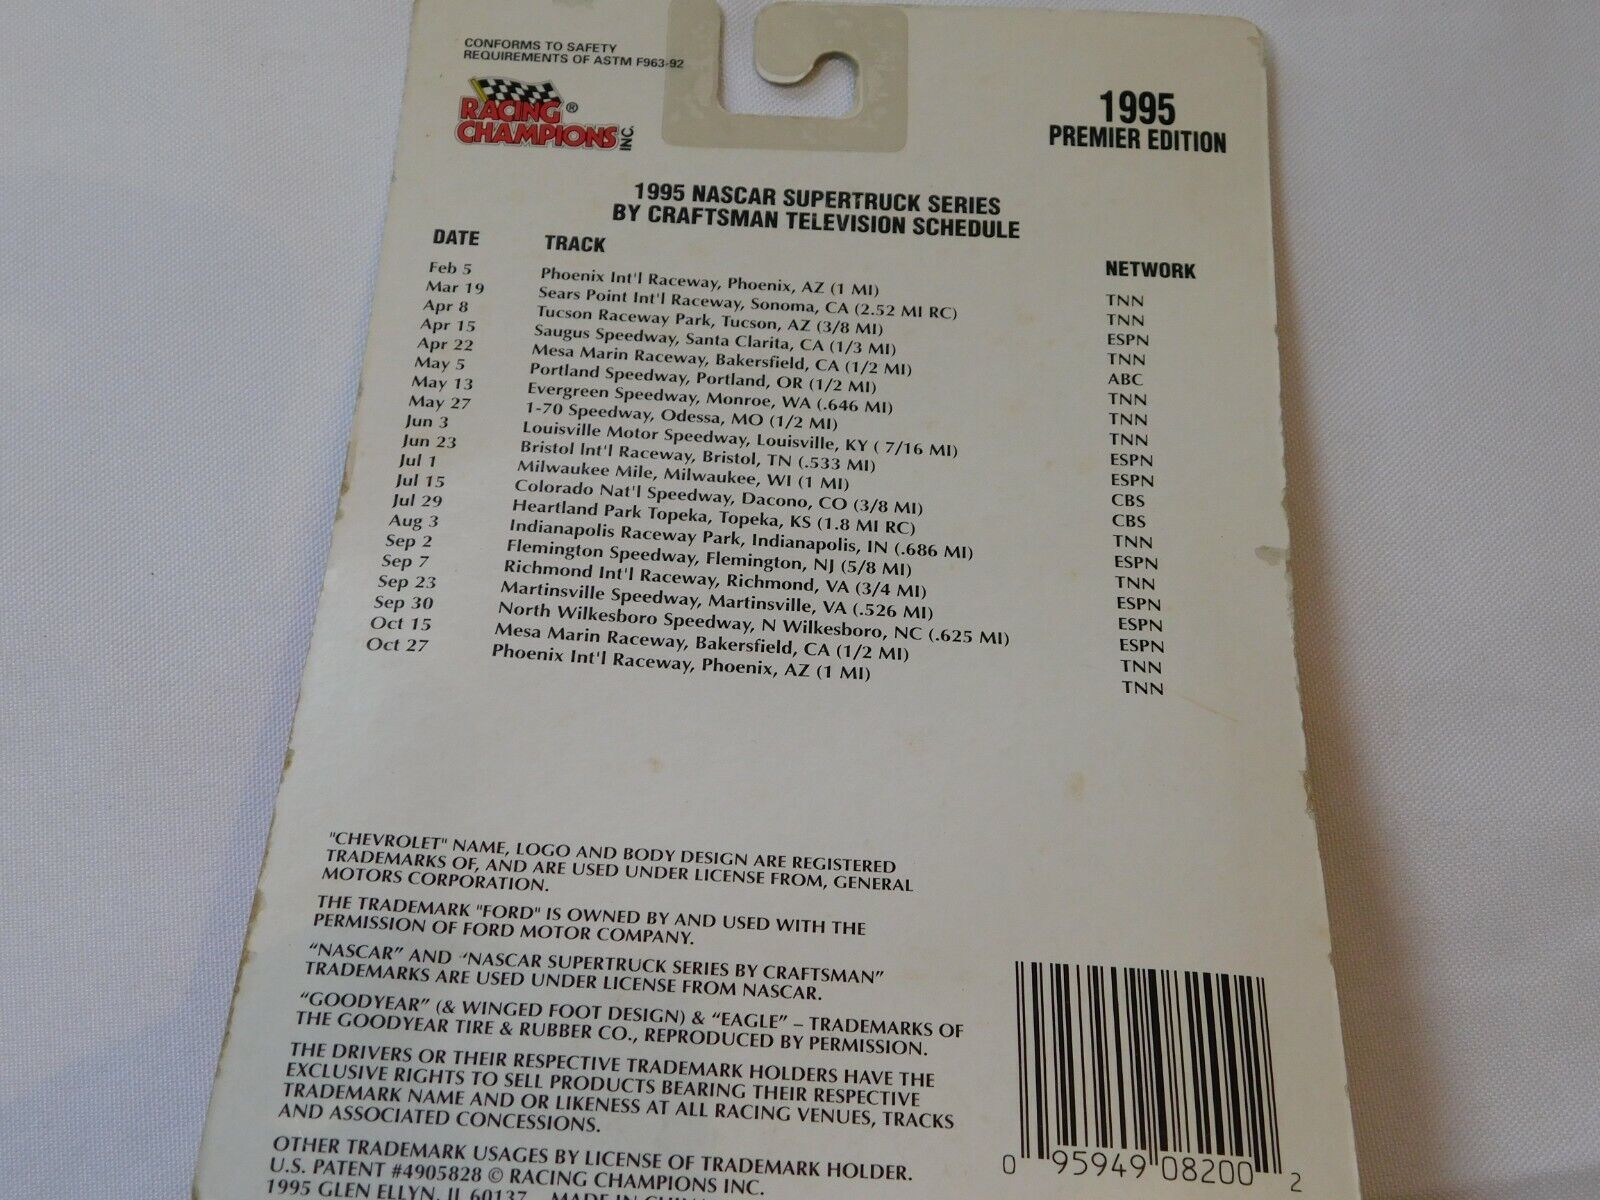 CONFORMS TO SAFETY
REQUIREMENTS OF ASTM F963-92
RACING®
CHAMPIONS INC.
1995
PREMIER EDITION
1995 NASCAR SUPERTRUCK SERIES
BY CRAFTSMAN TELEVISION SCHEDULE
DATE TRACK NETWORK
Feb 5 Phoenix Int'l Raceway, Phoenix, AZ (1 MI) TNN
Mar 19 Sears Point Int'l Raceway, Sonoma, CA (2.52 MI RC) TNN
Apr 8 Tucson Raceway Park, Tucson, AZ (3/8 MI) ESPN
Apr 15 Saugus Speedway, Santa Clarita, CA (1/3 MI) TNN
Apr 22 Mesa Marin Raceway, Bakersfield, CA (1/2 MI) ABC
May 5 Portland Speedway, Portland, OR (1/2 MI) TNN
May 13 Evergreen Speedway, Monroe, WA (.646 MI) TNN
May 27 1-70 Speedway, Odessa, MO (1/2 MI) TNN
Jun 3 Louisville Motor Speedway, Louisville, KY ( 7/16 MI) ESPN
Jun 23 Bristol Int'l Raceway, Bristol, TN (.533 MI) ESPN
Jul 1 Milwaukee Mile, Milwaukee, WI (1 MI) CBS
Jul 15 Colorado Nat'l Speedway, Dacono, CO (3/8 MI) CBS
Jul 29 Heartland Park Topeka, Topeka, KS (1.8 MI RC) TNN
Aug 3 Indianapolis Raceway Park, Indianapolis, IN (.686 MI) ESPN
Sep 2 Flemington Speedway, Flemington, NJ (5/8 MI) TNN
Sep 7 Richmond Int'l Raceway, Richmond, VA (3/4 MI) ESPN
Sep 23 Martinsville Speedway, Martinsville, VA (.526 MI) ESPN
Sep 30 North Wilkesboro Speedway, N Wilkesboro, NC (.625 MI) ESPN
Oct 15 Mesa Marin Raceway, Bakersfield, CA (1/2 MI) TNN
Oct 27 Phoenix Int'l Raceway, Phoenix, AZ (1 MI) TNN
"CHEVROLET" NAME, LOGO AND BODY DESIGN ARE REGISTERED
TRADEMARKS OF, AND ARE USED UNDER LICENSE FROM, GENERAL
MOTORS CORPORATION.
THE TRADEMARK "FORD" IS OWNED BY AND USED WITH THE
PERMISSION OF FORD MOTOR COMPANY.
“NASCAR” AND “NASCAR SUPERTRUCK SERIES BY CRAFTSMAN”
TRADEMARKS ARE USED UNDER LICENSE FROM NASCAR.
“GOODYEAR” (& WINGED FOOT DESIGN) & “EAGLE” – TRADEMARKS OF
THE GOODYEAR TIRE & RUBBER CO., REPRODUCED BY PERMISSION.
THE DRIVERS OR THEIR RESPECTIVE TRADEMARK HOLDERS HAVE THE
EXCLUSIVE RIGHTS TO SELL PRODUCTS BEARING THEIR RESPECTIVE
TRADEMARK NAME AND OR LIKENESS AT ALL RACING VENUES, TRACKS
AND ASSOCIATED CONCESSIONS.
OTHER TRADEMARK USAGES BY LICENSE OF TRADEMARK HOLDER.
U.S. PATENT #4905828 © RACING CHAMPIONS INC.
1995 GLEN ELLYN, IL 60137 MADE IN
0 95949 08200 2